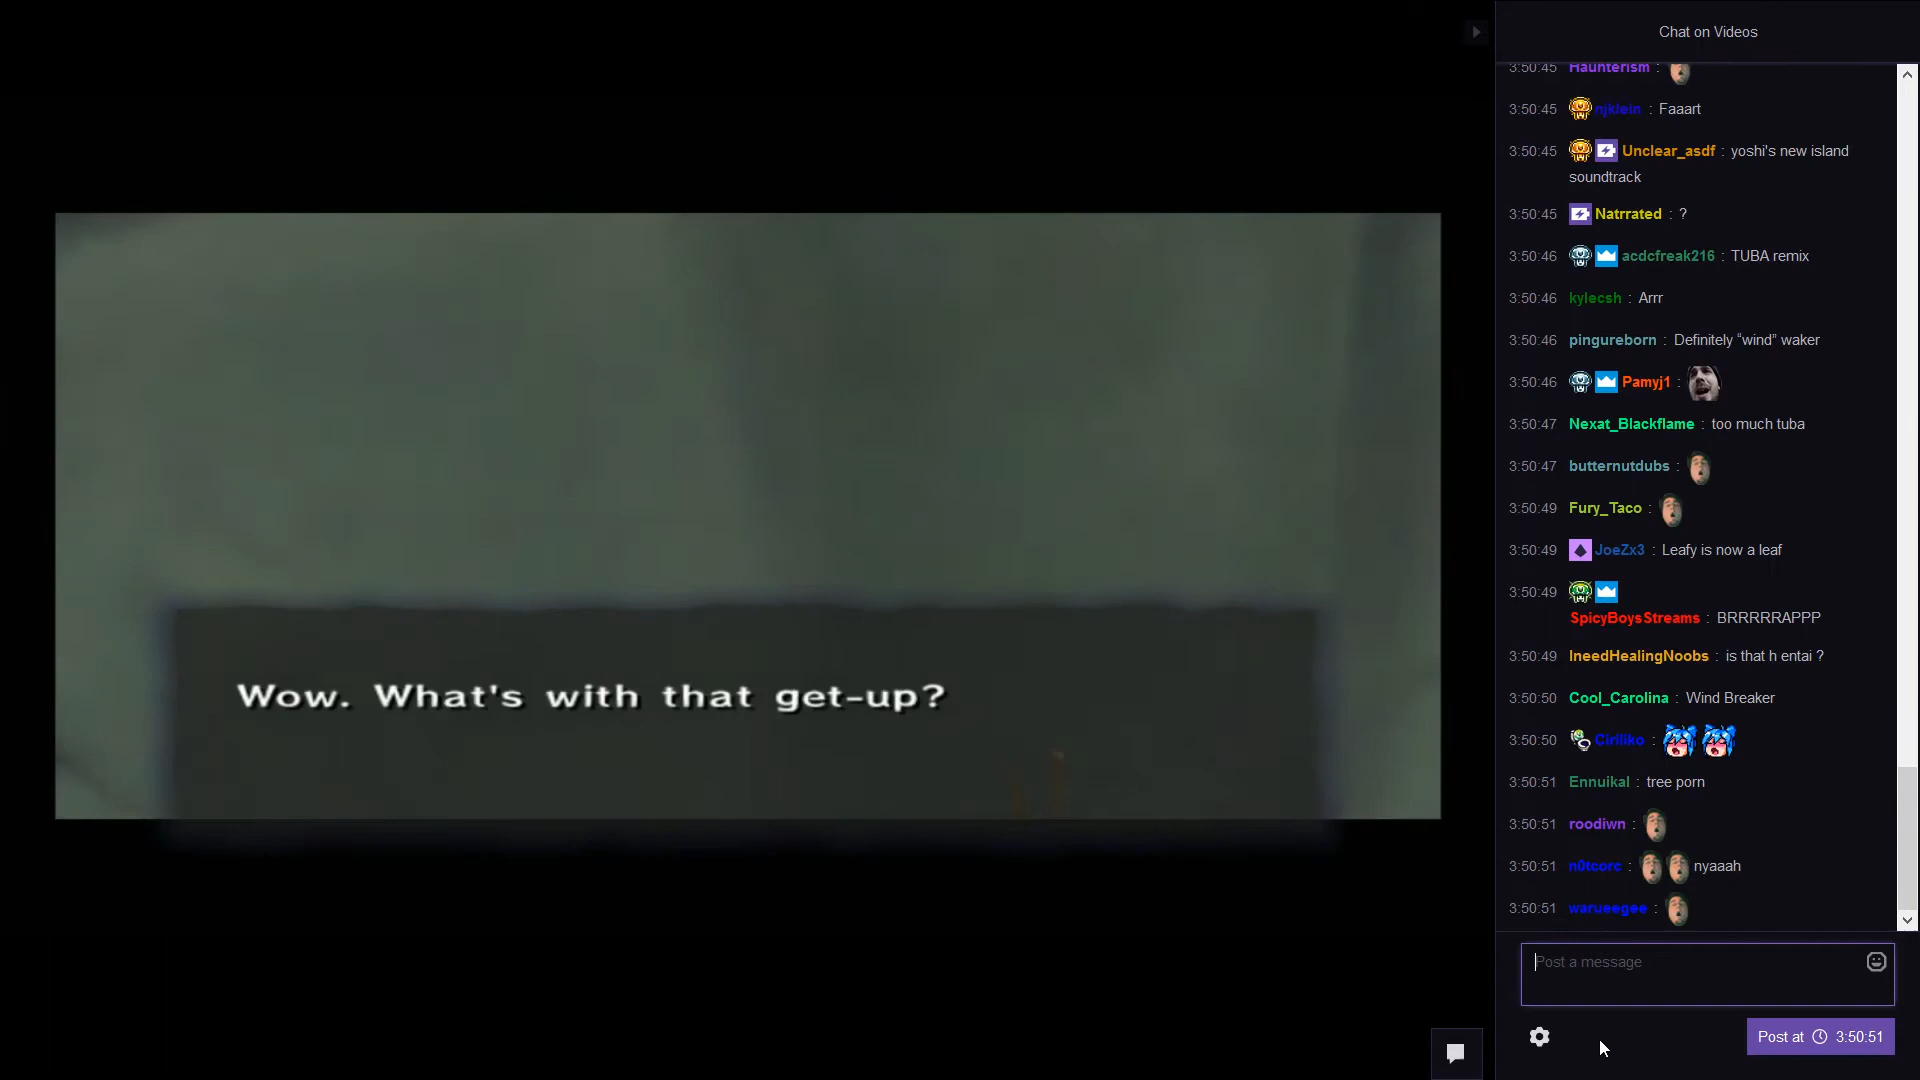 Chat on Videos
3:50:45 Haunterism :
3:50:45 njklein : Faaart
3:50:45 Unclear_asdf : yoshi's new island
soundtrack
3:50:45 Natrrated : ?
3:50:46 acdcfreak216 : TUBA remix
3:50:46 kylecsh : Arrr
3:50:46 pingureborn : Definitely “wind” waker
3:50:46 Pamyj1 :
3:50:47 Nexat_Blackflame : too much tuba
3:50:47 butternutdubs :
3:50:49 Fury_Taco :
3:50:49 JoeZx3 : Leafy is now a leaf
3:50:49
SpicyBoysStreams : BRRRRRAPPP
3:50:49 IneedHealingNoobs : is that h entai ?
3:50:50 Cool_Carolina : Wind Breaker
3:50:50 Ciriliko :
3:50:51 Ennuikal : tree porn
3:50:51 roodiwn :
3:50:51 n0tcorc : nyaaah
3:50:51 warueegee :
Post a message
Post at 3:50:51
Wow. What's with that get-up?